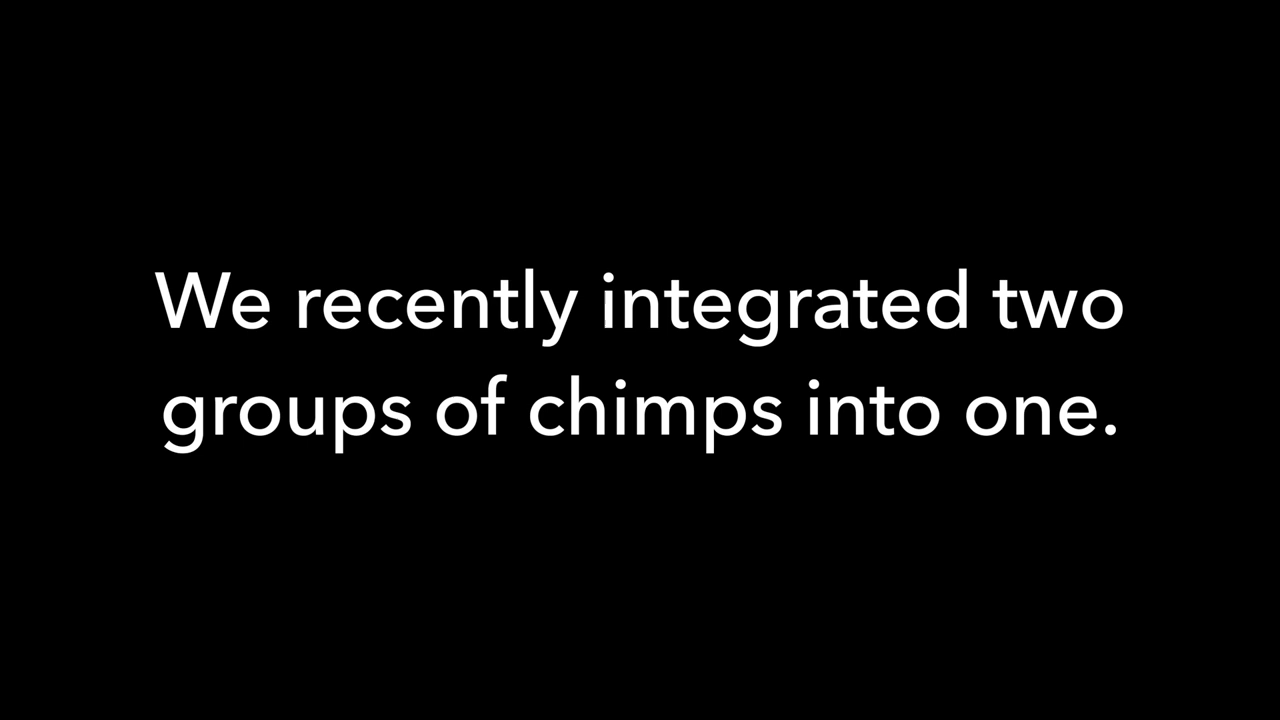 We recently integrated two
groups of chimps into one.